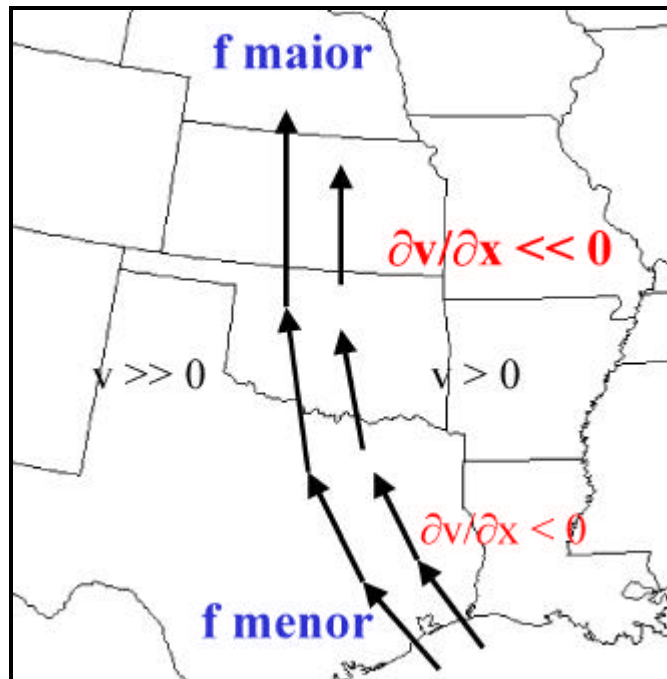 f maior
∂v/∂x << 0
v >> 0 v > 0
∂v/∂x < 0
f menor